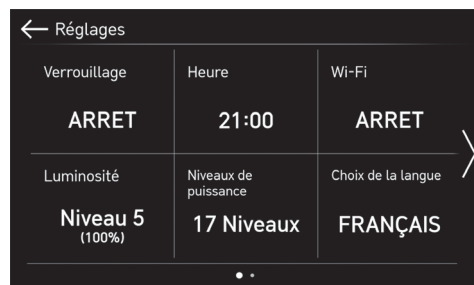 Réglages
Verrouillage
ARRET
Heure
21:00
Wi-Fi
ARRET
Luminosité
Niveau 5
(100%)
Niveaux de
puissance
17 Niveaux
Choix de la langue
FRANÇAIS